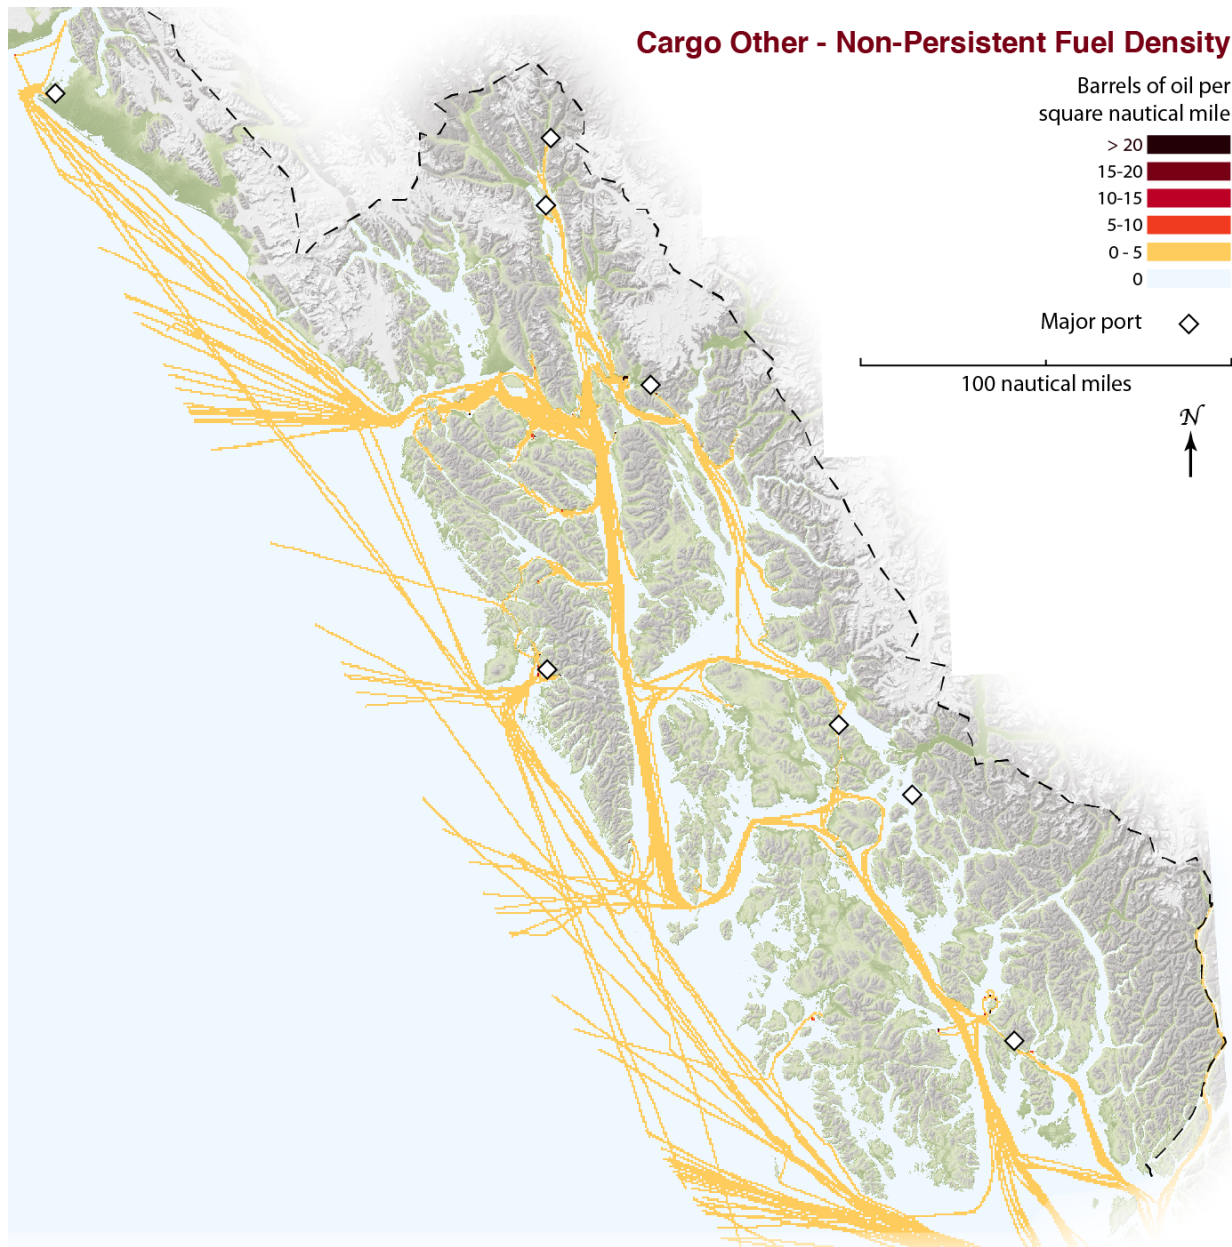 Cargo Other - Non-Persistent Fuel Density
Barrels of oil per
square nautical mile
> 20
15-20
10-15
5-10
0 - 5
0
Major port
100 nautical miles
N